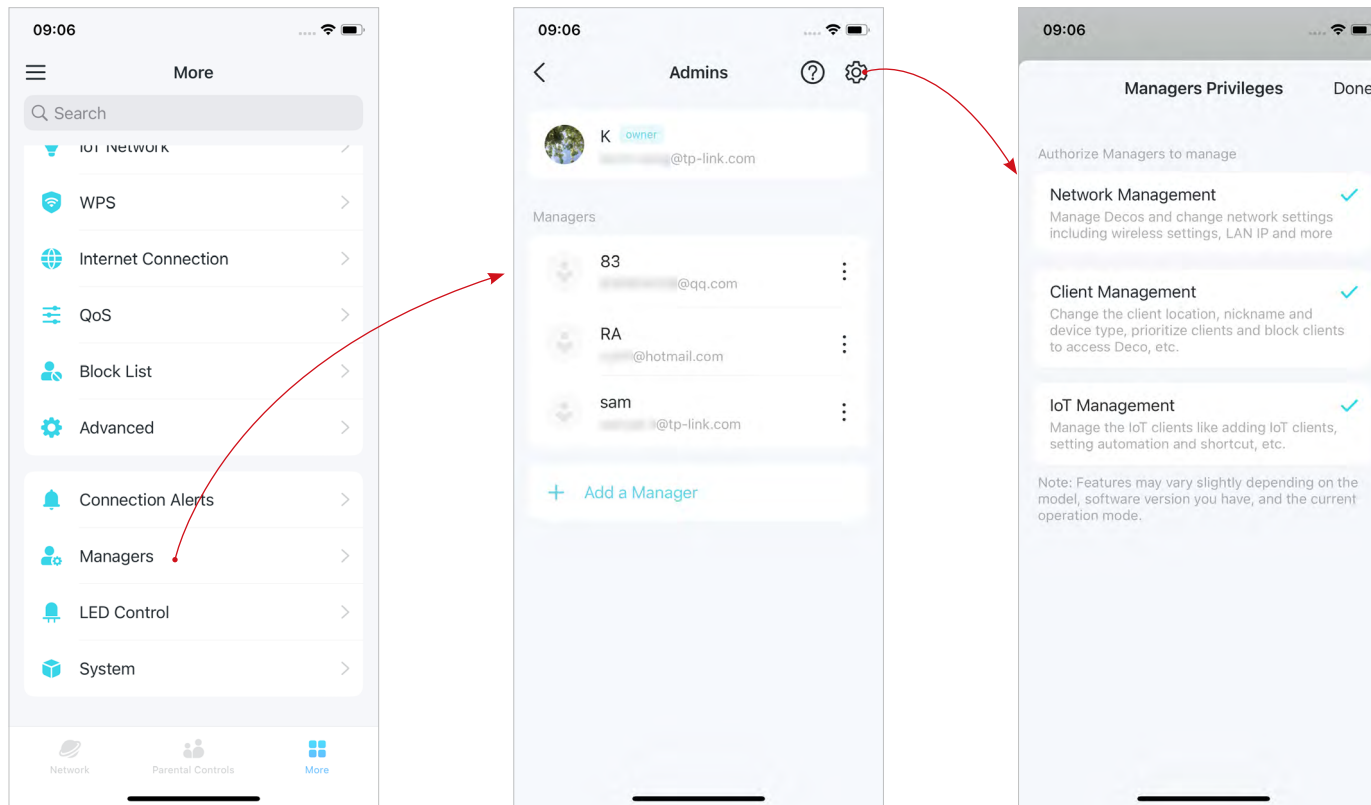 09:06
More
Search
IoT Network
WPS
Internet Connection
QoS
Block List
Advanced
Connection Alerts
Managers
LED Control
System
Network
Parental Controls
More
09:06
Admins
K owner
@tp-link.com
Managers
83
@qq.com
RA
@hotmail.com
sam
@tp-link.com
+ Add a Manager
09:06
Managers Privileges
Done
Authorize Managers to manage
Network Management
Manage Decos and change network settings
including wireless settings, LAN IP and more
Client Management
Change the client location, nickname and
device type, prioritize clients and block clients
to access Deco, etc.
IoT Management
Manage the IoT clients like adding IoT clients,
setting automation and shortcut, etc.
Note: Features may vary slightly depending on the
model, software version you have, and the current
operation mode.